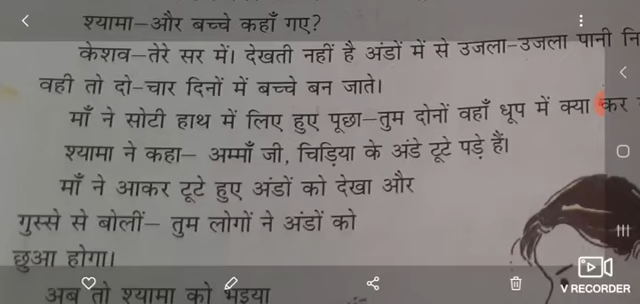 श्यामा—और बच्चे कहाँ गए?
केशव—तेरे सर में। देखती नहीं है अंडों में से उजला-उजला पानी
वही तो दो-चार दिनों में बच्चे बन जाते।
माँ ने सोटी हाथ में लिए हुए पूछा—तुम दोनों वहाँ धूप में क्या कर
श्यामा ने कहा— अम्माँ जी, चिड़िया के अंडे टूटे पड़े हैं।
माँ ने आकर टूटे हुए अंडों को देखा और
गुस्से से बोलीं— तुम लोगों ने अंडों को
छुआ होगा।
अब तो श्यामा को भइया
V RECORDER